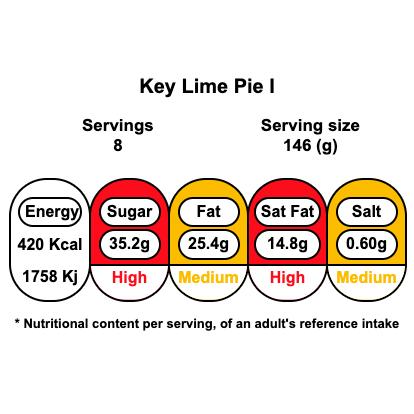 Key Lime Pie I
Servings
8
Serving size
146 (g)
Energy
420 Kcal
1758 Kj
Sugar
35.2g
High
Fat
25.4g
Medium
Sat Fat
14.8g
High
Salt
0.60g
Medium
* Nutritional content per serving, of an adult's reference intake